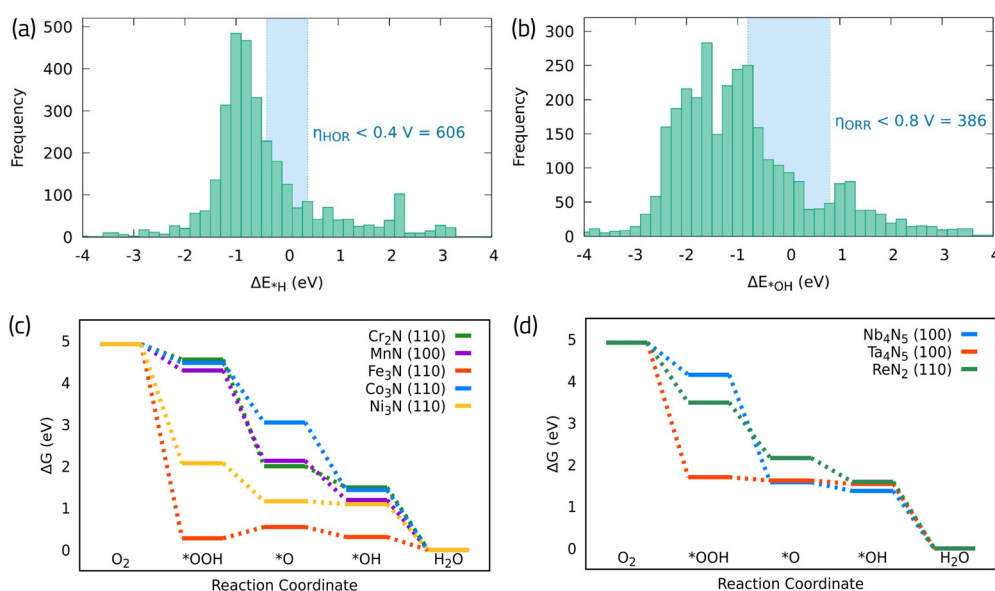 (a)
500
400
300
200
100
0
Frequency
η_HOR < 0.4 V = 606
-4 -3 -2 -1 0 1 2 3 4
ΔE_*H (eV)
(b)
300
250
200
150
100
50
0
Frequency
η_ORR < 0.8 V = 386
-4 -3 -2 -1 0 1 2 3 4
ΔE_*OH (eV)
(c)
5
4
3
2
1
0
ΔG (eV)
Cr₂N (110)
MnN (100)
Fe₃N (110)
Co₃N (110)
Ni₃N (110)
O₂ *OOH *O *OH H₂O
Reaction Coordinate
(d)
5
4
3
2
1
0
ΔG (eV)
Nb₄N₅ (100)
Ta₄N₅ (100)
ReN₂ (110)
O₂ *OOH *O *OH H₂O
Reaction Coordinate